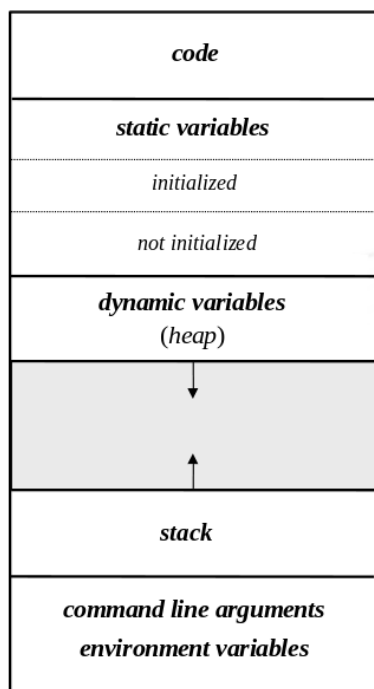 code
static variables
initialized
not initialized
dynamic variables
(heap)
stack
command line arguments
environment variables